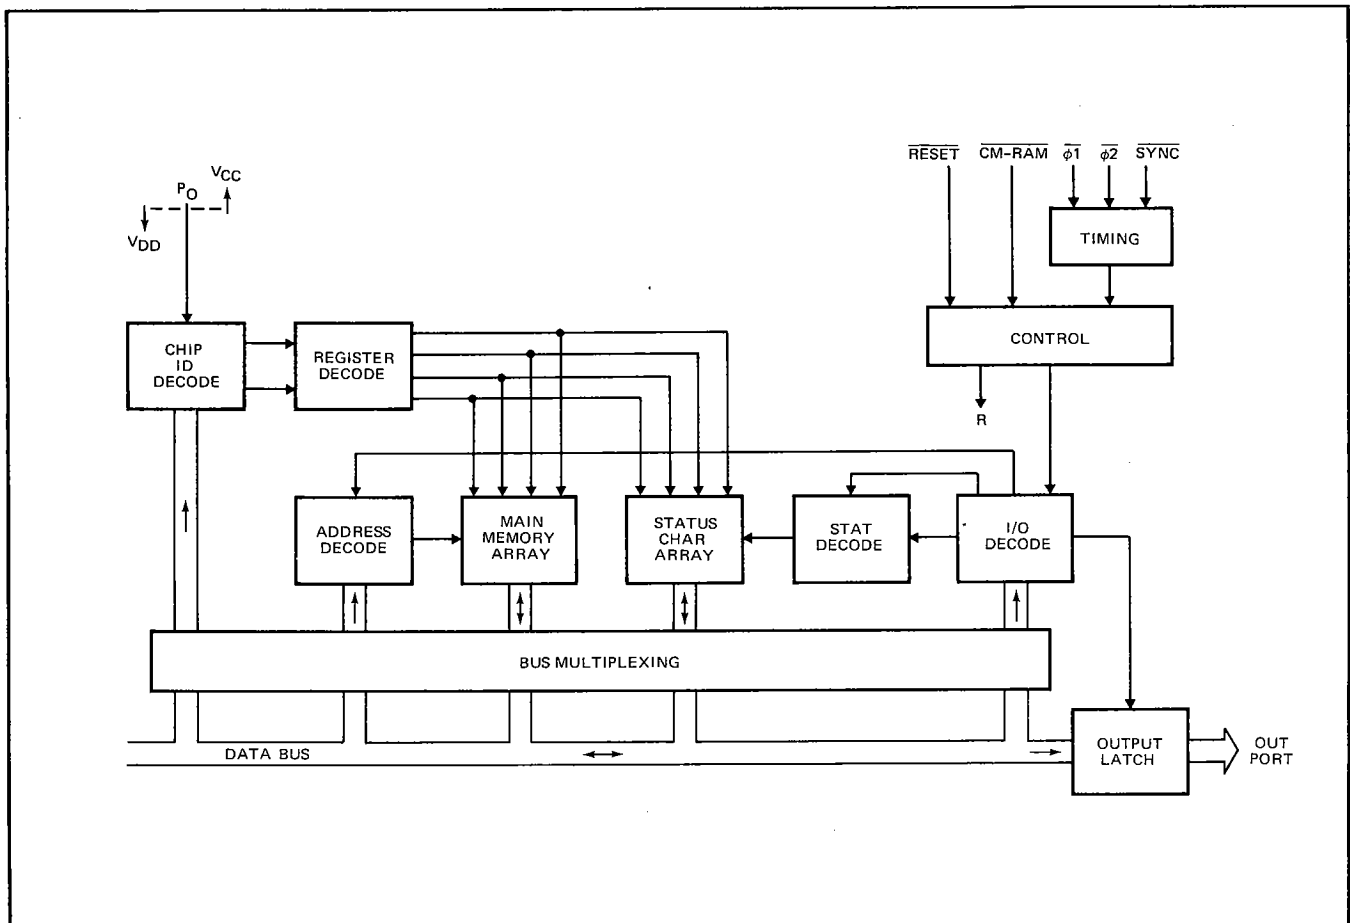 RESET CM-RAM φ1 φ2 SYNC
VCC
PO
VDD
TIMING
CHIP
ID
DECODE
REGISTER
DECODE
CONTROL
R
ADDRESS
DECODE
MAIN
MEMORY
ARRAY
STATUS
CHAR
ARRAY
STAT
DECODE
I/O
DECODE
BUS MULTIPLEXING
DATA BUS
OUTPUT
LATCH
OUT
PORT